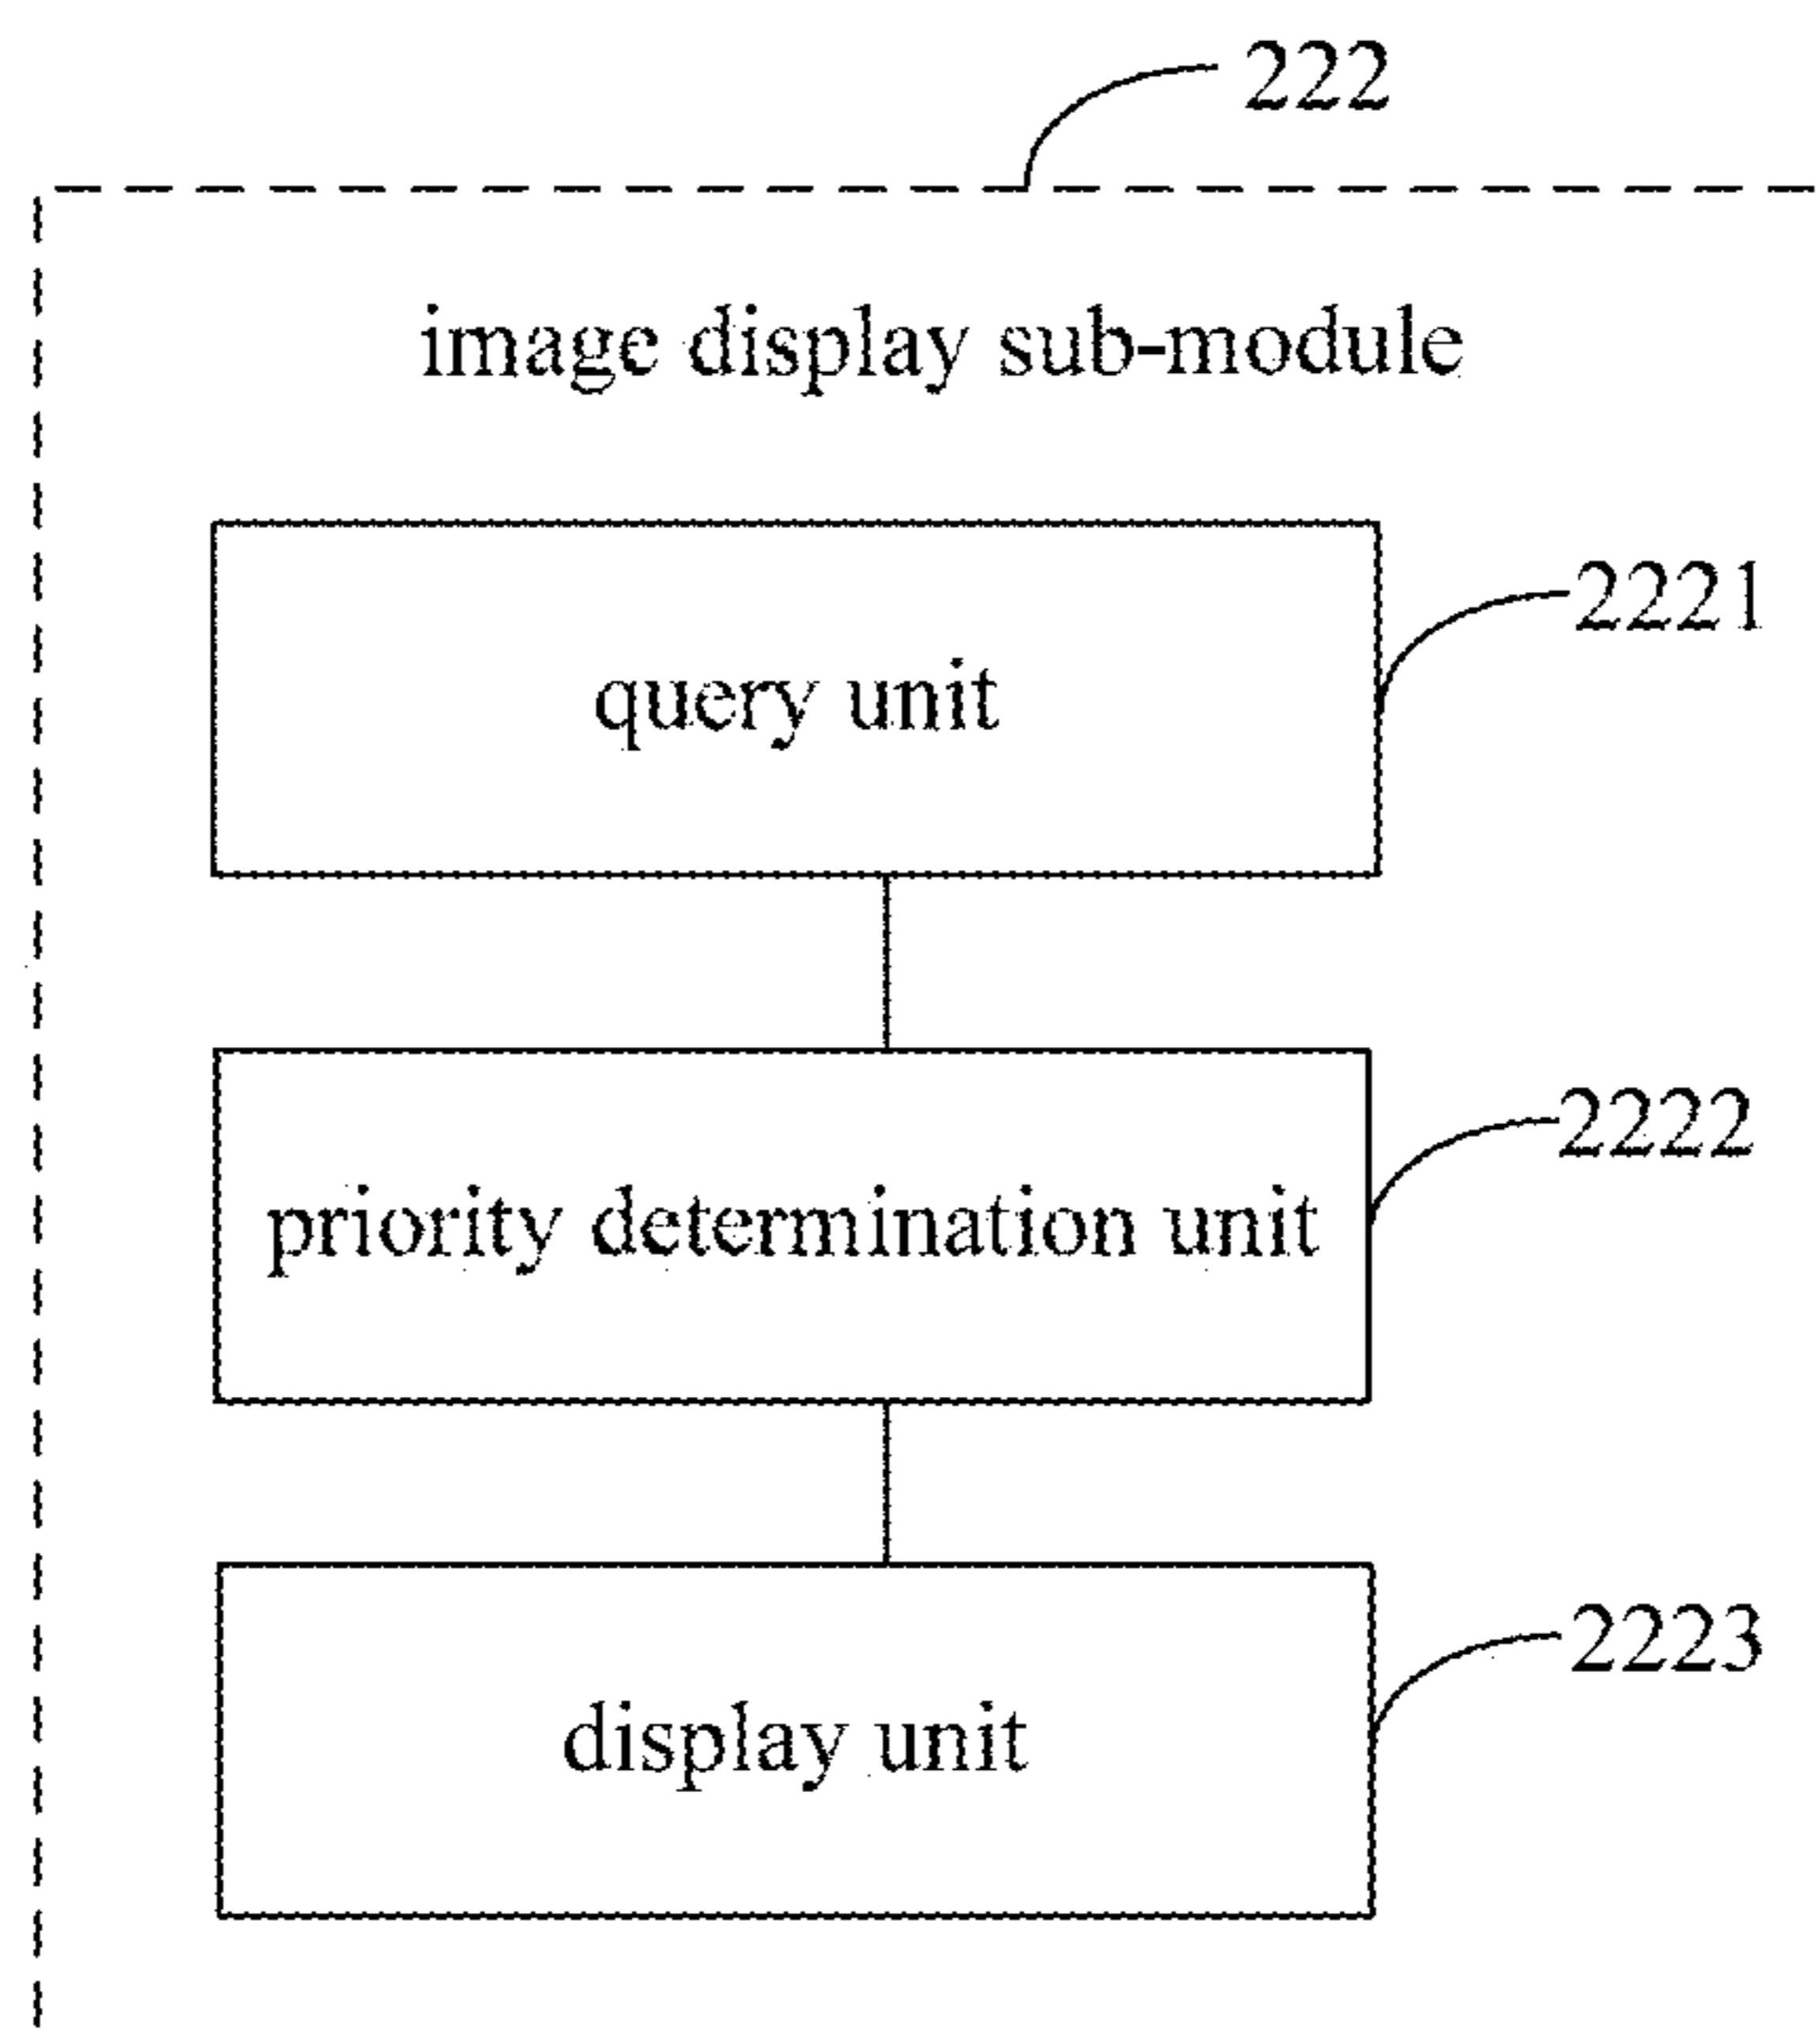 222
image display sub-module
2221
query unit
2222
priority determination unit
2223
display unit